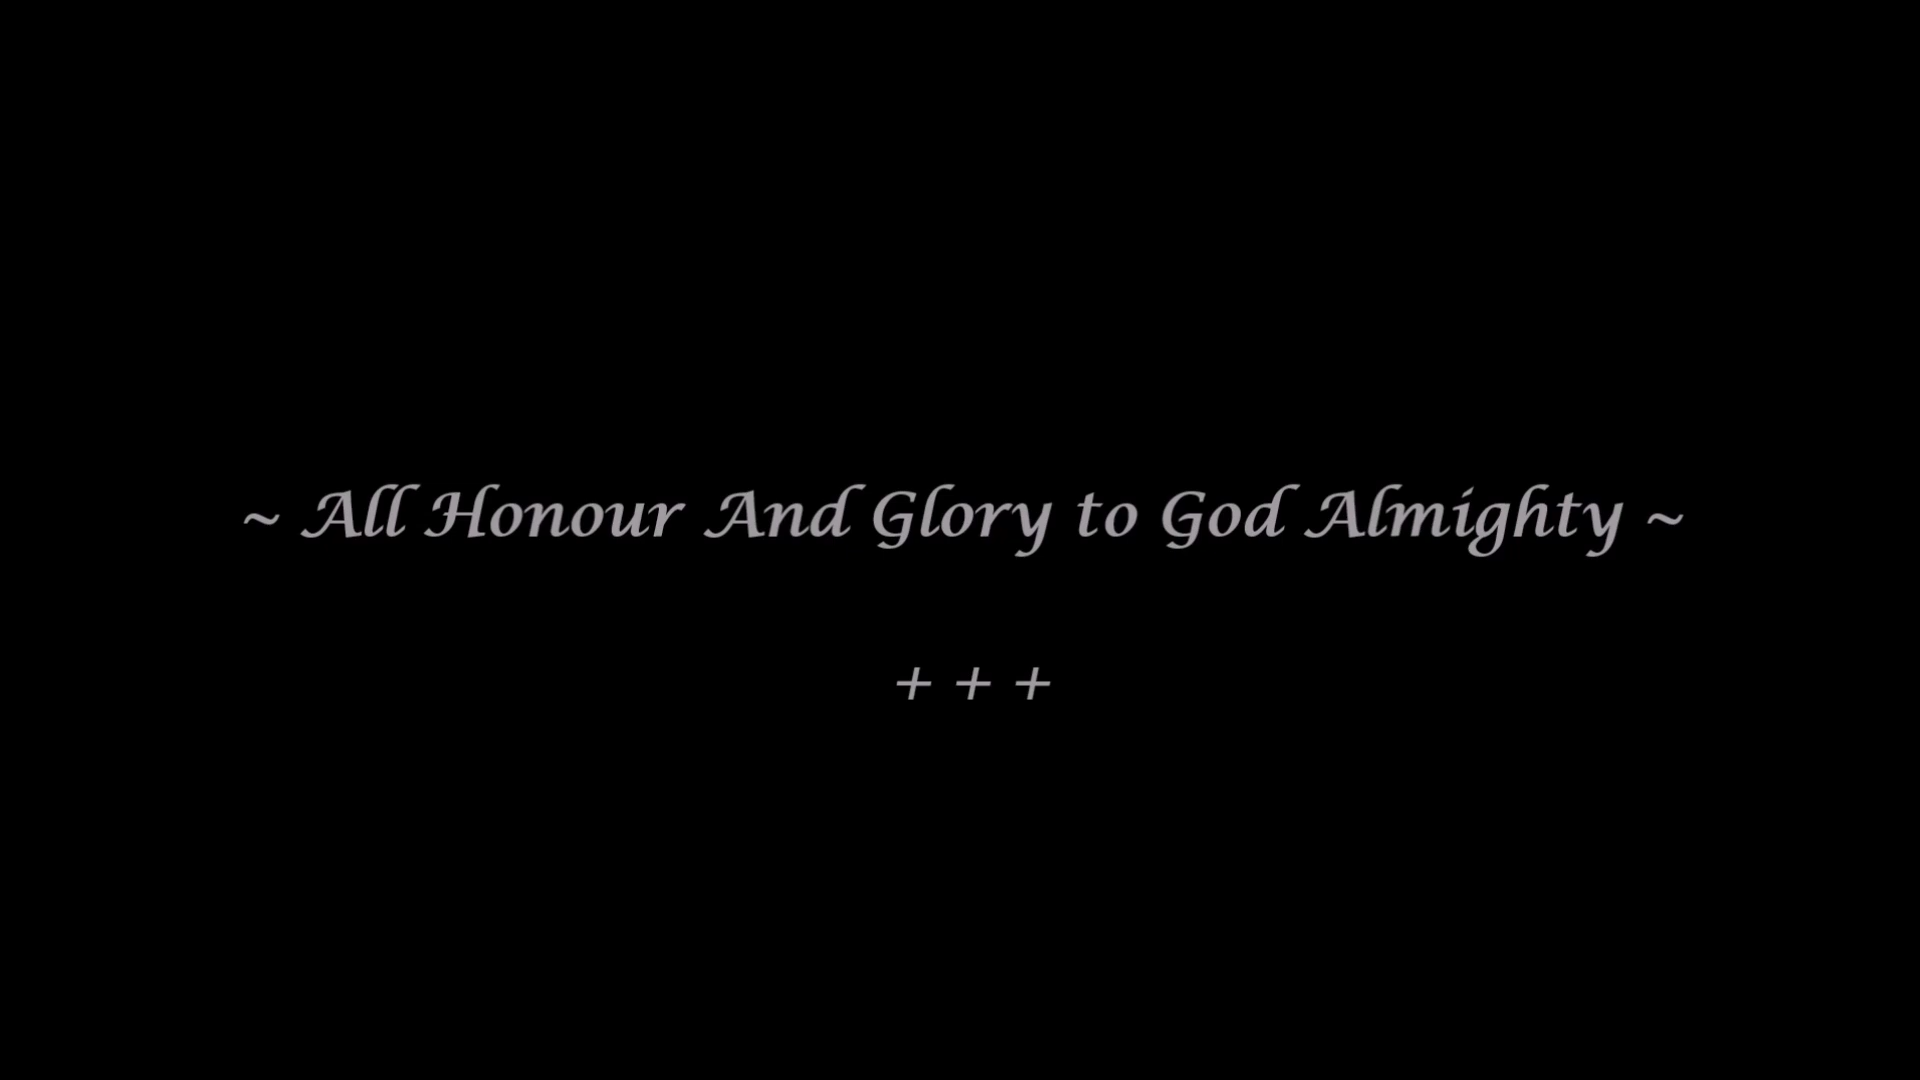 ~ All Honour And Glory to God Almighty ~
+ + +